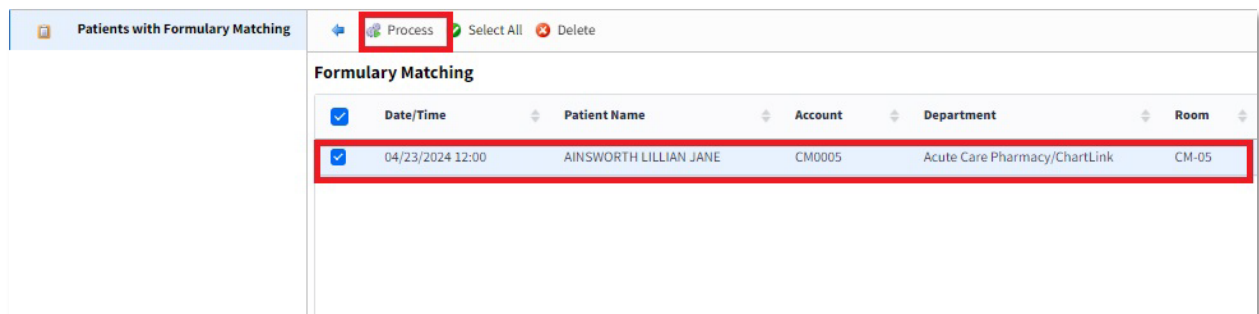 Patients with Formulary Matching
Process Select All Delete
Formulary Matching
Date/Time Patient Name Account Department Room
04/23/2024 12:00 AINSWORTH LILLIAN JANE CM0005 Acute Care Pharmacy/ChartLink CM-05